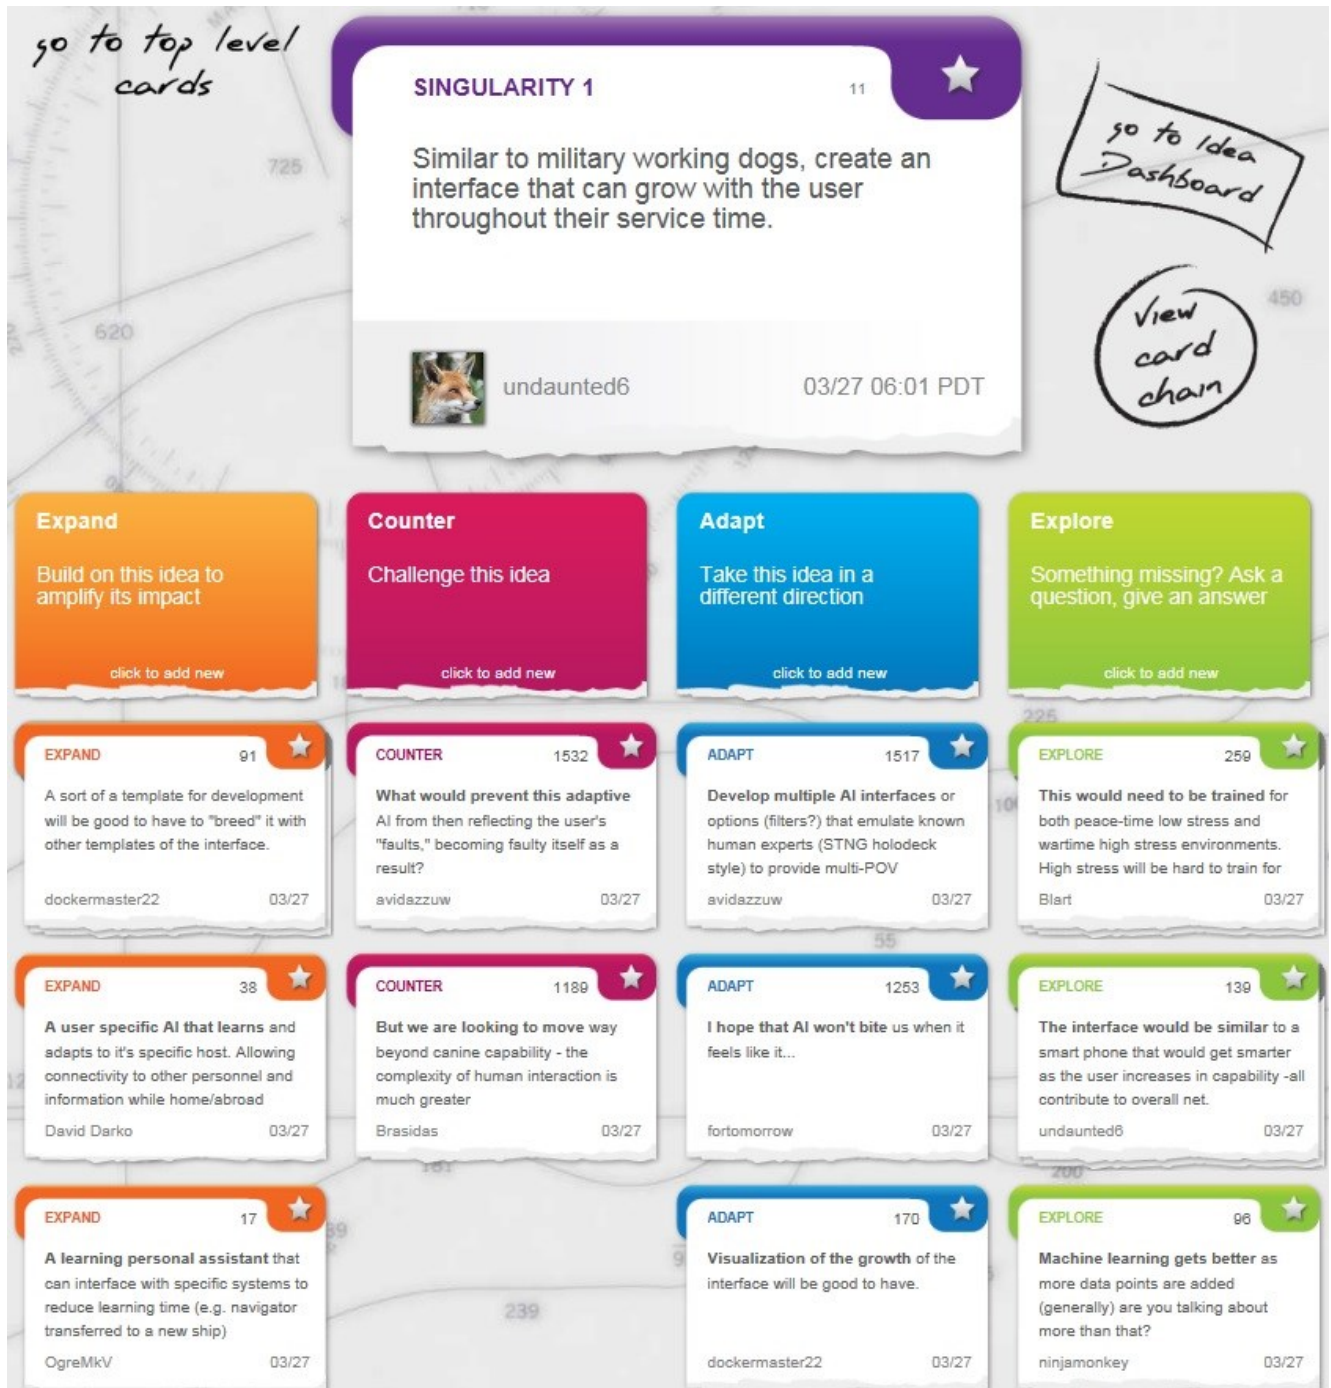 go to top level
cards
SINGULARITY 1
11
Similar to military working dogs, create an
interface that can grow with the user
throughout their service time.
undaunted6
03/27 06:01 PDT
go to Idea
Dashboard
View
card
chain
725
620
450
Expand
Build on this idea to
amplify its impact
click to add new
Counter
Challenge this idea
click to add new
Adapt
Take this idea in a
different direction
click to add new
Explore
Something missing? Ask a
question, give an answer
click to add new
225
EXPAND 91
A sort of a template for development
will be good to have to "breed" it with
other templates of the interface.
dockermaster22 03/27
COUNTER 1532
What would prevent this adaptive
AI from then reflecting the user's
"faults," becoming faulty itself as a
result?
avidazzuw 03/27
ADAPT 1517
Develop multiple AI interfaces or
options (filters?) that emulate known
human experts (STNG holodeck
style) to provide multi-POV
avidazzuw 03/27
EXPLORE 259
This would need to be trained for
both peace-time low stress and
wartime high stress environments.
High stress will be hard to train for
Blart 03/27
55
EXPAND 38
A user specific AI that learns and
adapts to it's specific host. Allowing
connectivity to other personnel and
information while home/abroad
David Darko 03/27
COUNTER 1189
But we are looking to move way
beyond canine capability - the
complexity of human interaction is
much greater
Brasidas 03/27
ADAPT 1253
I hope that AI won't bite us when it
feels like it...
fortomorrow 03/27
EXPLORE 139
The interface would be similar to a
smart phone that would get smarter
as the user increases in capability -all
contribute to overall net.
undaunted6 03/27
200
EXPAND 17
A learning personal assistant that
can interface with specific systems to
reduce learning time (e.g. navigator
transferred to a new ship)
OgreMkV 03/27
239
ADAPT 170
Visualization of the growth of the
interface will be good to have.
dockermaster22 03/27
EXPLORE 96
Machine learning gets better as
more data points are added
(generally) are you talking about
more than that?
ninjamonkey 03/27